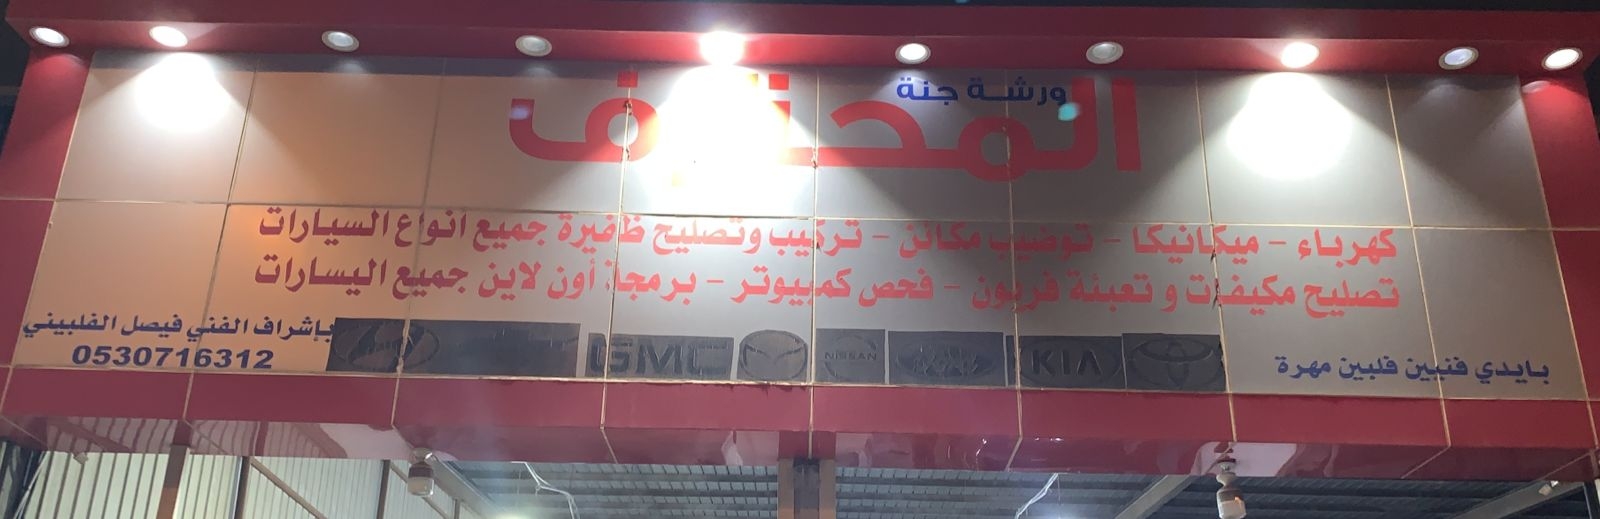 ورشة جنة
المحترف
كهرباء - ميكانيكا - توضيب مكائن - تركيب وتصليح ظفيرة جميع انواع السيارات
تصليح مكيفات و تعبئة فريون - فحص كمبيوتر - برمجة أون لاين جميع اليسارات
بإشراف الفني فيصل الفلبيني
0530716312
GMC NISSAN KIA
بايدي فنيين فلبين مهرة